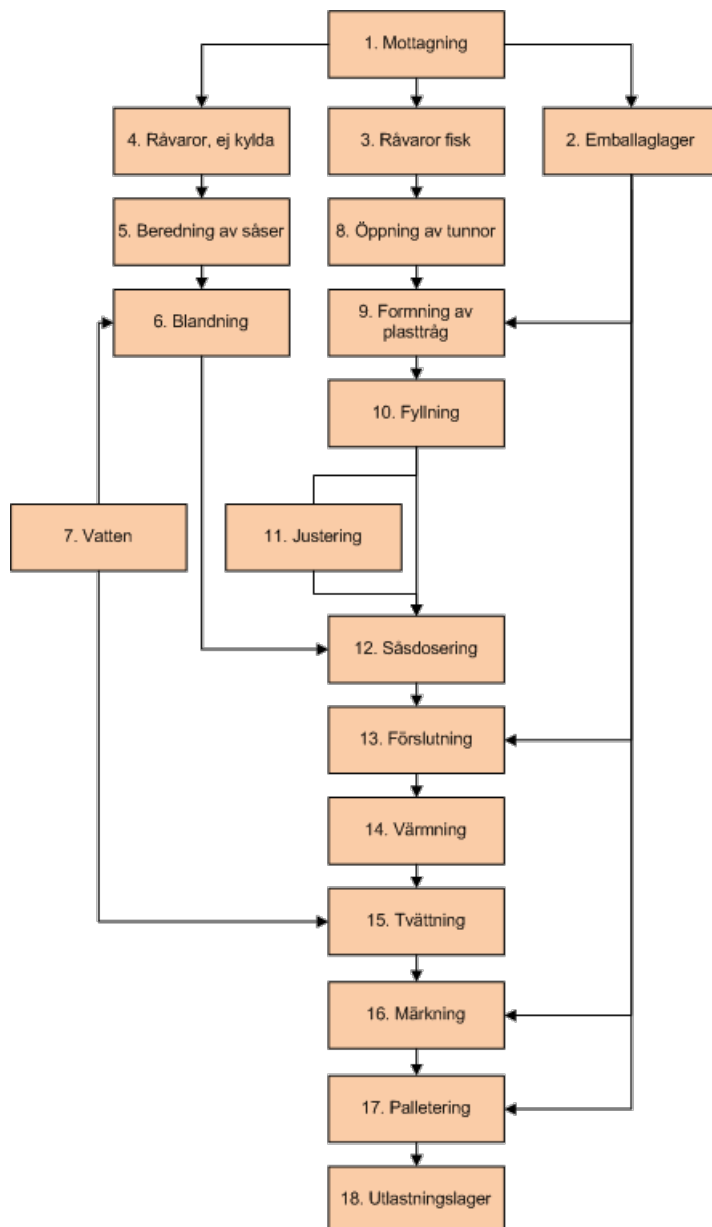 1. Mottagning
4. Råvaror, ej kylda
3. Råvaror fisk
2. Emballaglager
5. Beredning av såser
8. Öppning av tunnor
6. Blandning
9. Formning av
plasttråg
10. Fyllning
7. Vatten
11. Justering
12. Såsdosering
13. Förslutning
14. Värmning
15. Tvättning
16. Märkning
17. Palletering
18. Utlastningslager